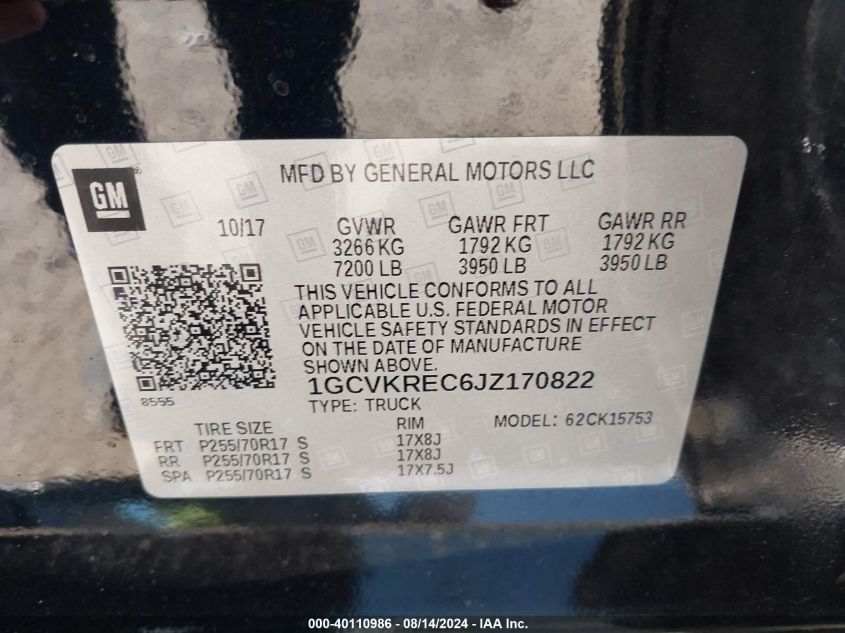 GM
MFD BY GENERAL MOTORS LLC
10/17 GVWR GAWR FRT GAWR RR
3266 KG 1792 KG 1792 KG
7200 LB 3950 LB 3950 LB
THIS VEHICLE CONFORMS TO ALL
APPLICABLE U.S. FEDERAL MOTOR
VEHICLE SAFETY STANDARDS IN EFFECT
ON THE DATE OF MANUFACTURE
SHOWN ABOVE.
1GCVKREC6JZ170822
8555
TYPE: TRUCK
MODEL: 62CK15753
TIRE SIZE RIM
FRT P255/70R17 S 17X8J
RR P255/70R17 S 17X8J
SPA P255/70R17 S 17X7.5J
000-40110986 - 08/14/2024 - IAA Inc.